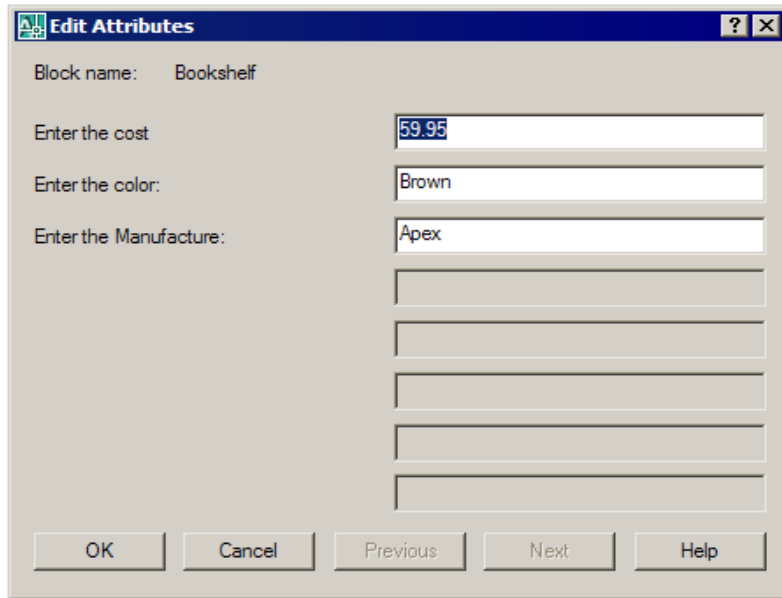 Edit Attributes
Block name: Bookshelf
Enter the cost 59.95
Enter the color: Brown
Enter the Manufacture: Apex
OK Cancel Previous Next Help